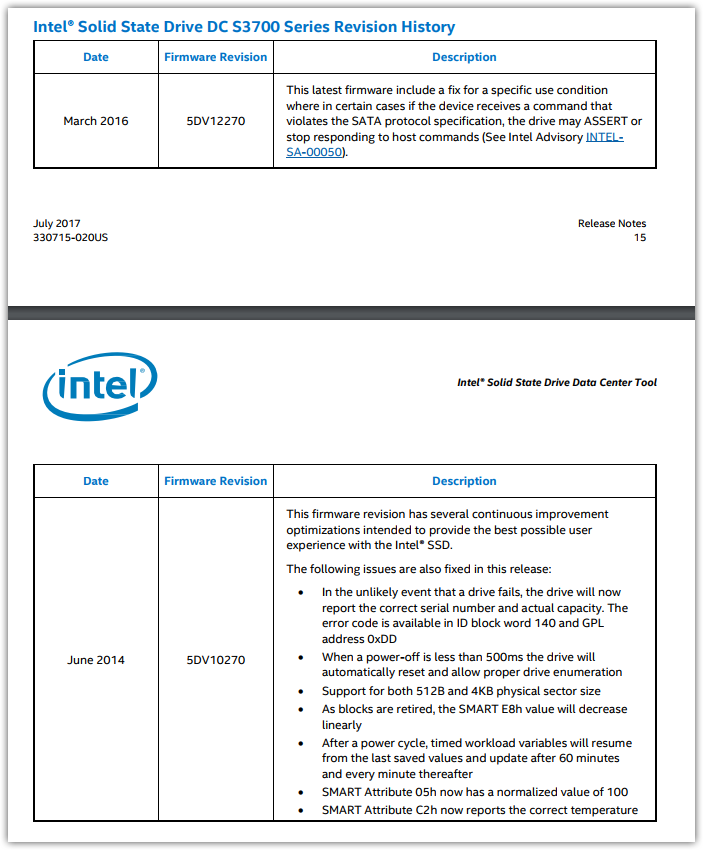 Intel® Solid State Drive DC S3700 Series Revision History
Date Firmware Revision Description
March 2016 5DV12270
This latest firmware include a fix for a specific use condition
where in certain cases if the device receives a command that
violates the SATA protocol specification, the drive may ASSERT or
stop responding to host commands (See Intel Advisory INTEL-
SA-00050).
July 2017 Release Notes
330715-020US 15
intel®
Intel® Solid State Drive Data Center Tool
Date Firmware Revision Description
June 2014 5DV10270
This firmware revision has several continuous improvement
optimizations intended to provide the best possible user
experience with the Intel® SSD.
The following issues are also fixed in this release:
• In the unlikely event that a drive fails, the drive will now
report the correct serial number and actual capacity. The
error code is available in ID block word 140 and GPL
address 0xDD
• When a power-off is less than 500ms the drive will
automatically reset and allow proper drive enumeration
• Support for both 512B and 4KB physical sector size
• As blocks are retired, the SMART E8h value will decrease
linearly
• After a power cycle, timed workload variables will resume
from the last saved values and update after 60 minutes
and every minute thereafter
• SMART Attribute 05h now has a normalized value of 100
• SMART Attribute C2h now reports the correct temperature